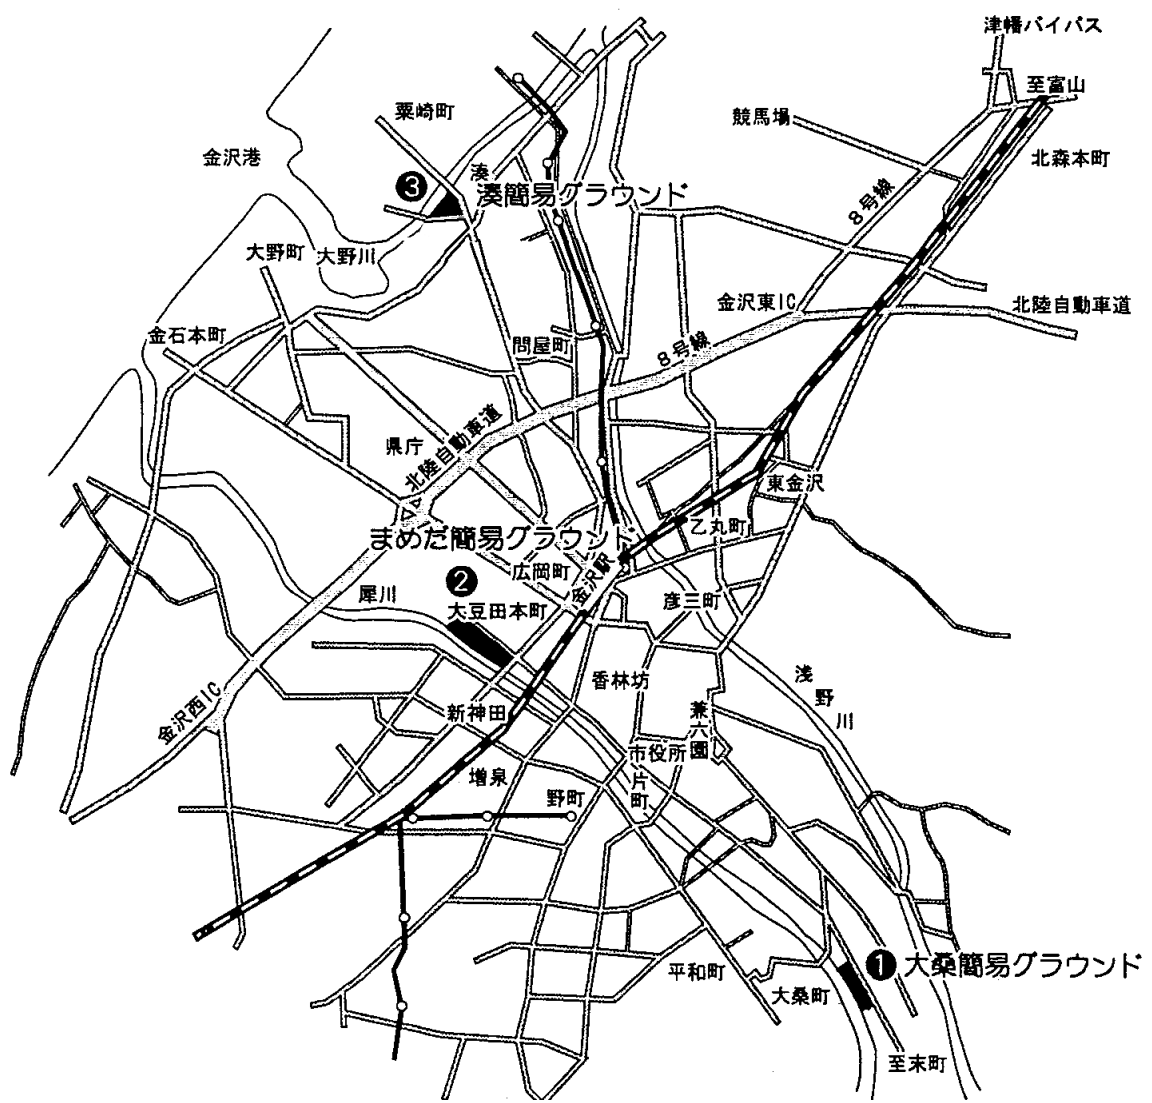 津幡バイパス
至富山
粟崎町
競馬場
金沢港
北森本町
湊
❸
湊簡易グラウンド
8号線
大野町
大野川
金沢東IC
北陸自動車道
金石本町
問屋町
8号線
県庁
北陸自動車道
東金沢
乙丸町
まめだ簡易グラウンド
広岡町
金沢駅
❷
犀川
大豆田本町
彦三町
香林坊
浅野川
金沢西IC
新神田
兼六園
市役所
増泉
片町
野町
❶
大桑簡易グラウンド
平和町
大桑町
至末町